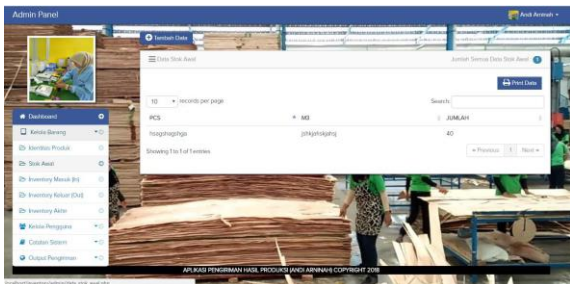 Admin Panel
Andi Arninah
Tambah Data
Data Stok Awal
Jumlah Semua Data Stok Awal
Print Data
10 records per page
Search:
PCS M3 JUMLAH
hsagshagshga jshkjahskjahsj 40
Showing 1 to 1 of 1 entries
« Previous 1 Next »
Dashboard
Kelola Barang
Identitas Produk
Stok Awal
Inventory Masuk (In)
Inventory Keluar (Out)
Inventory Akhir
Kelola Pengguna
Catatan Sistem
Output Pengiriman
APLIKASI PENGIRIMAN HASIL PRODUKSI (ANDI ARNINAH) COPYRIGHT 2018